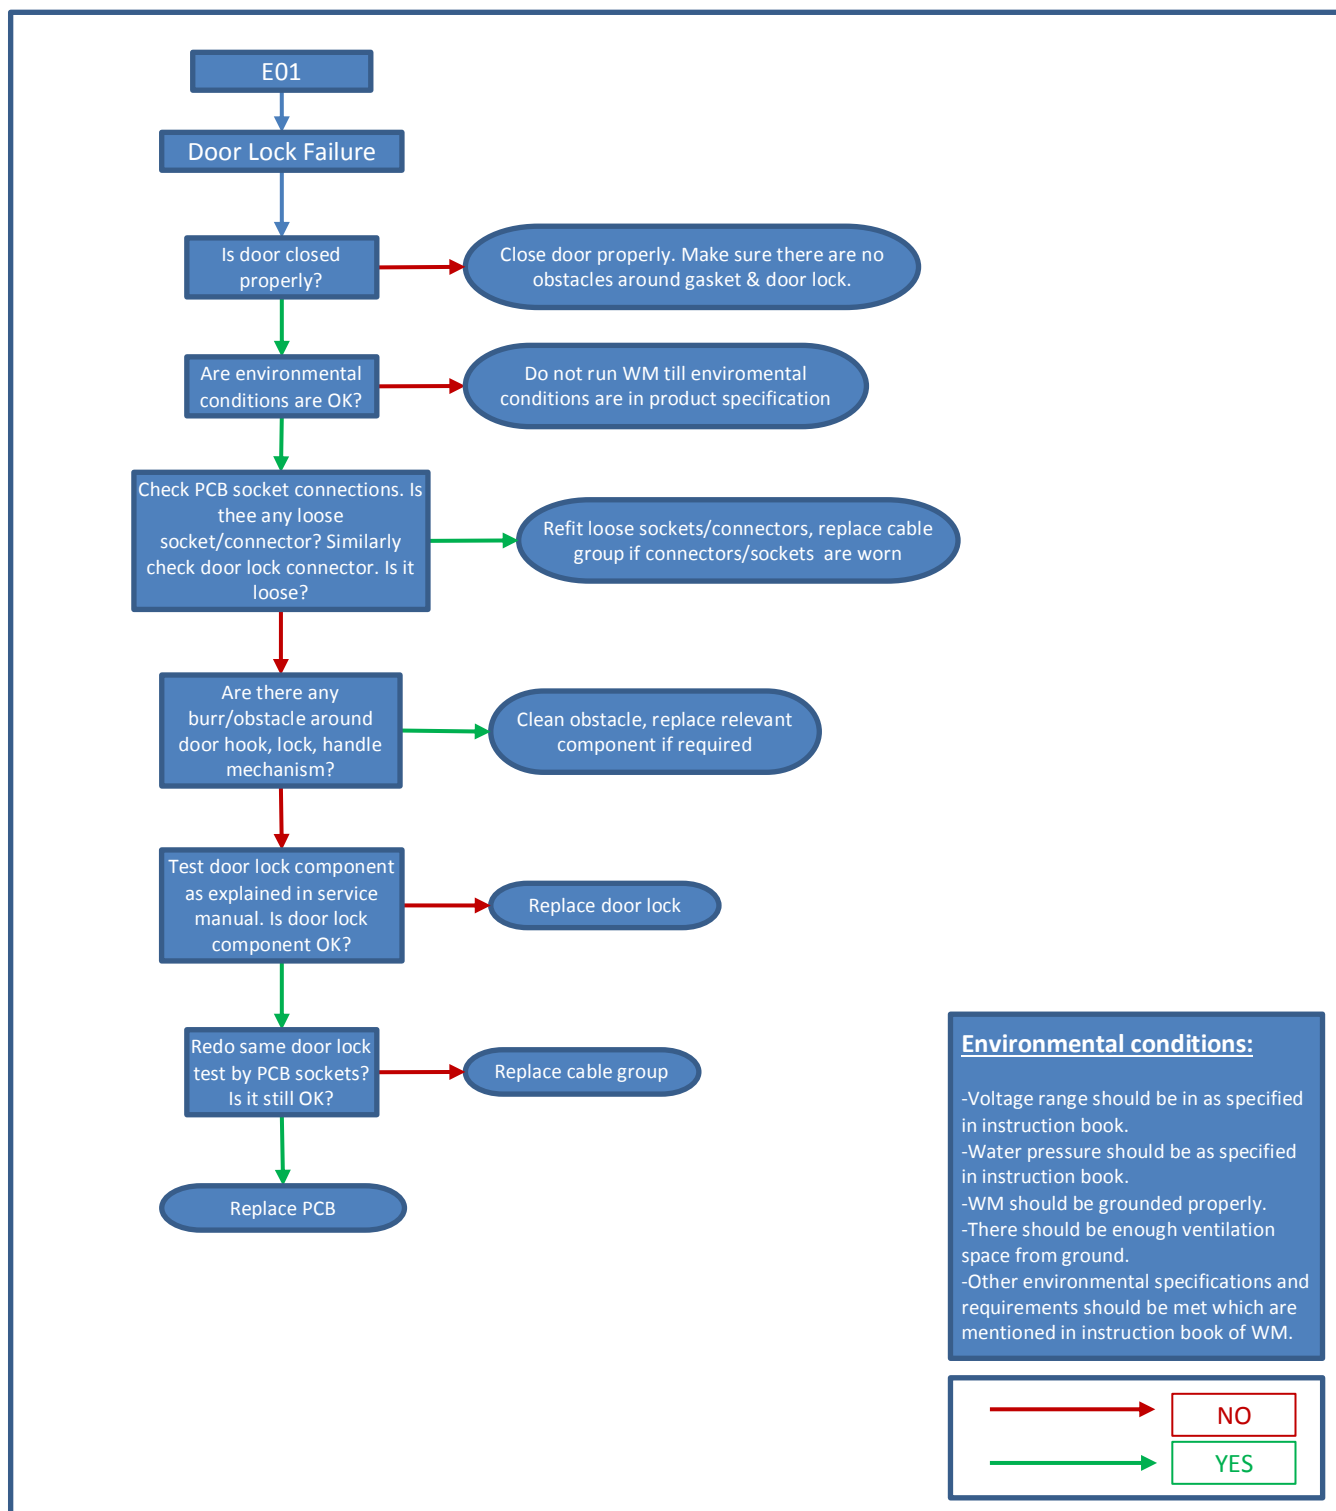 E01
Door Lock Failure
Is door closed
properly?
Close door properly. Make sure there are no
obstacles around gasket & door lock.
Are environmental
conditions are OK?
Do not run WM till enviromental
conditions are in product specification
Check PCB socket connections. Is
thee any loose
socket/connector? Similarly
check door lock connector. Is it
loose?
Refit loose sockets/connectors, replace cable
group if connectors/sockets  are worn
Are there any
burr/obstacle around
door hook, lock, handle
mechanism?
Clean obstacle, replace relevant
component if required
Test door lock component
as explained in service
manual. Is door lock
component OK?
Replace door lock
Redo same door lock
test by PCB sockets?
Is it still OK?
Replace cable group
Replace PCB
Environmental conditions:
-Voltage range should be in as specified
in instruction book.
-Water pressure should be as specified
in instruction book.
-WM should be grounded properly.
-There should be enough ventilation
space from ground.
-Other environmental specifications and
requirements should be met which are
mentioned in instruction book of WM.
NO
YES